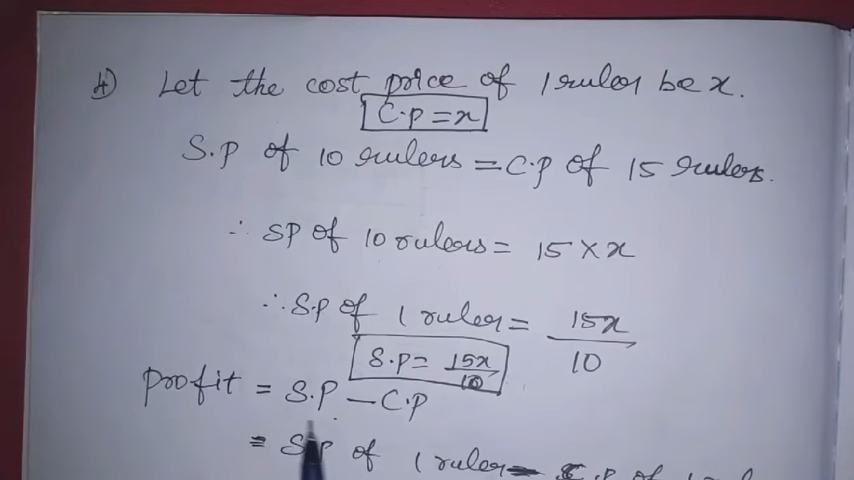 4) Let the cost price of 1 ruler be x.
C.P = x
S.P of 10 rulers = C.P of 15 rulers.
∴ SP of 10 rulers = 15 × x
∴ S.P of 1 ruler = 15x/10
S.P = 15x/10
Profit = S.P — C.P
= S.P of 1 ruler - C.P of